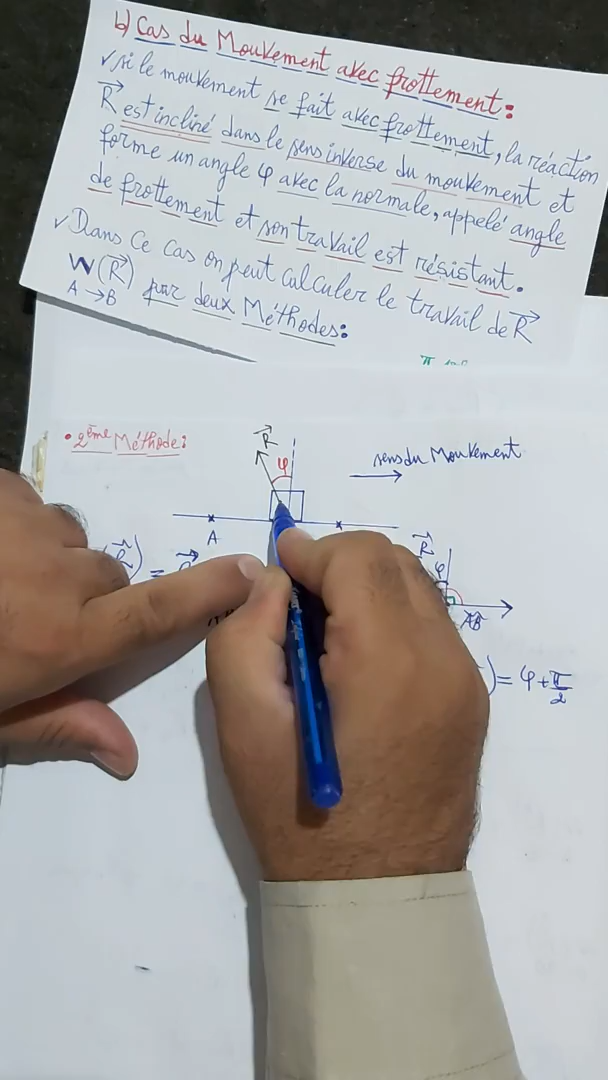 b) Cas du Mouvement avec frottement:
✓ si le mouvement se fait avec frottement, la réaction
R⃗ est incliné dans le sens inverse du mouvement et
forme un angle φ avec la normale, appelé angle
de frottement et son travail est résistant.
✓ Dans ce cas on peut calculer le travail de R⃗
W(R⃗) par deux Méthodes:
A→B
• 2ème Méthode:
R⃗
φ
sens du Mouvement
A
R⃗
φ
AB⃗
) = φ + π/2